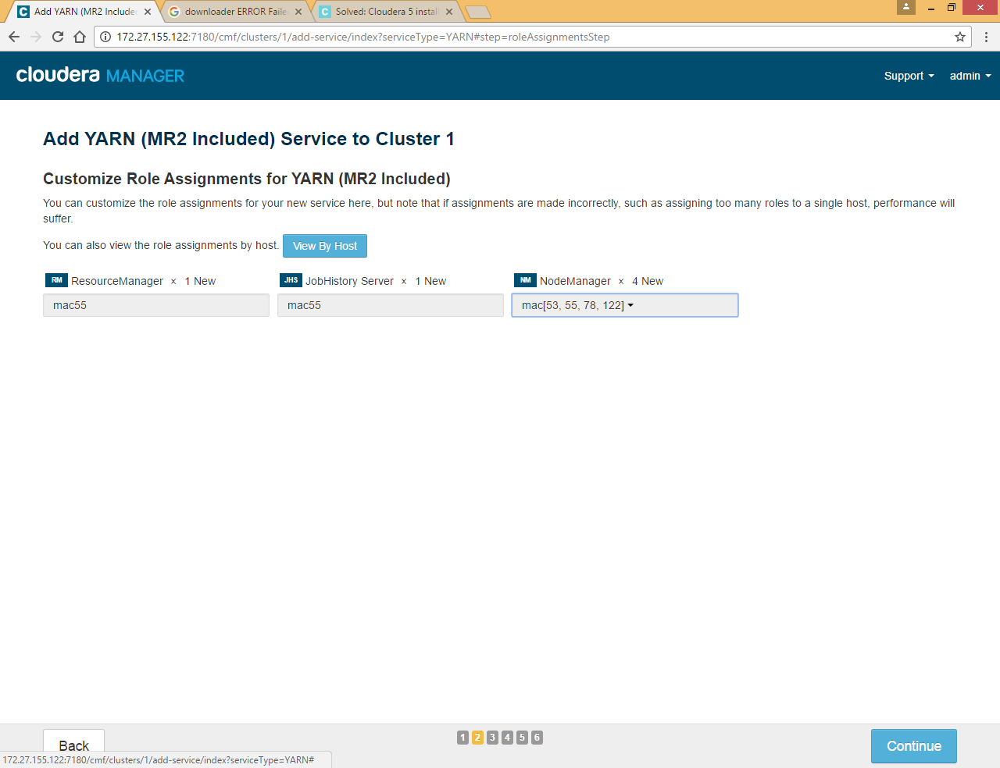 Add YARN (MR2 Include
downloader ERROR Faile
Solved: Cloudera 5 instal
172.27.155.122:7180/cmf/clusters/1/add-service/index?serviceType=YARN#step=roleAssignmentsStep
cloudera MANAGER
Support
admin
Add YARN (MR2 Included) Service to Cluster 1
Customize Role Assignments for YARN (MR2 Included)
You can customize the role assignments for your new service here, but note that if assignments are made incorrectly, such as assigning too many roles to a single host, performance will
suffer.
You can also view the role assignments by host. View By Host
RM ResourceManager × 1 New
JHS JobHistory Server × 1 New
NM NodeManager × 4 New
mac55
mac55
mac[53, 55, 78, 122]
Back
1 2 3 4 5 6
Continue
172.27.155.122:7180/cmf/clusters/1/add-service/index?serviceType=YARN#